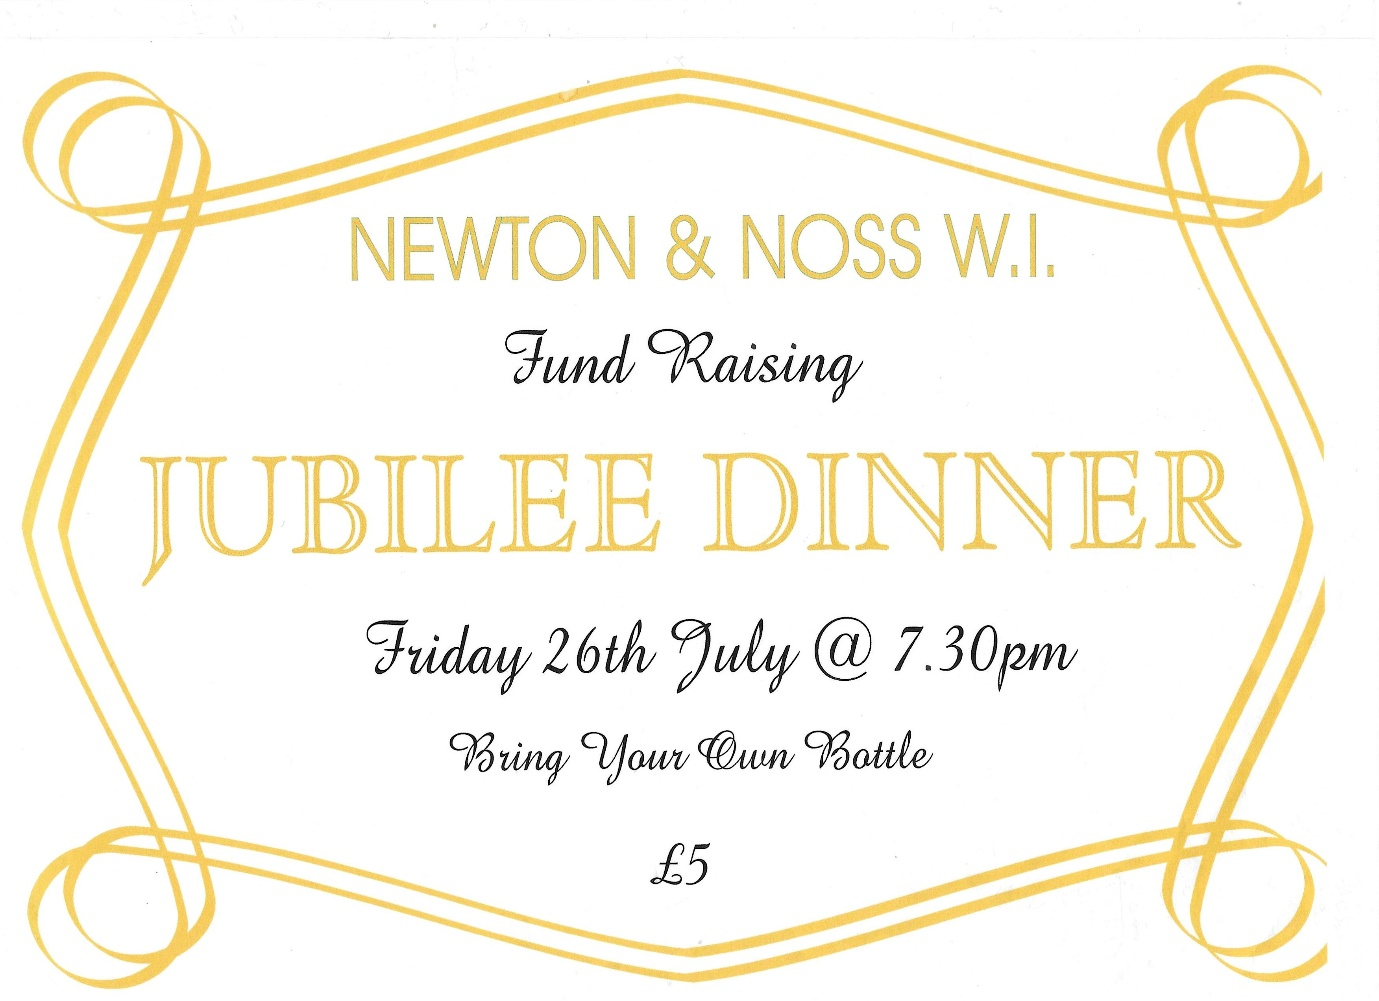 NEWTON & NOSS W.I.
Fund Raising
JUBILEE DINNER
Friday 26th July @ 7.30pm
Bring Your Own Bottle
£5